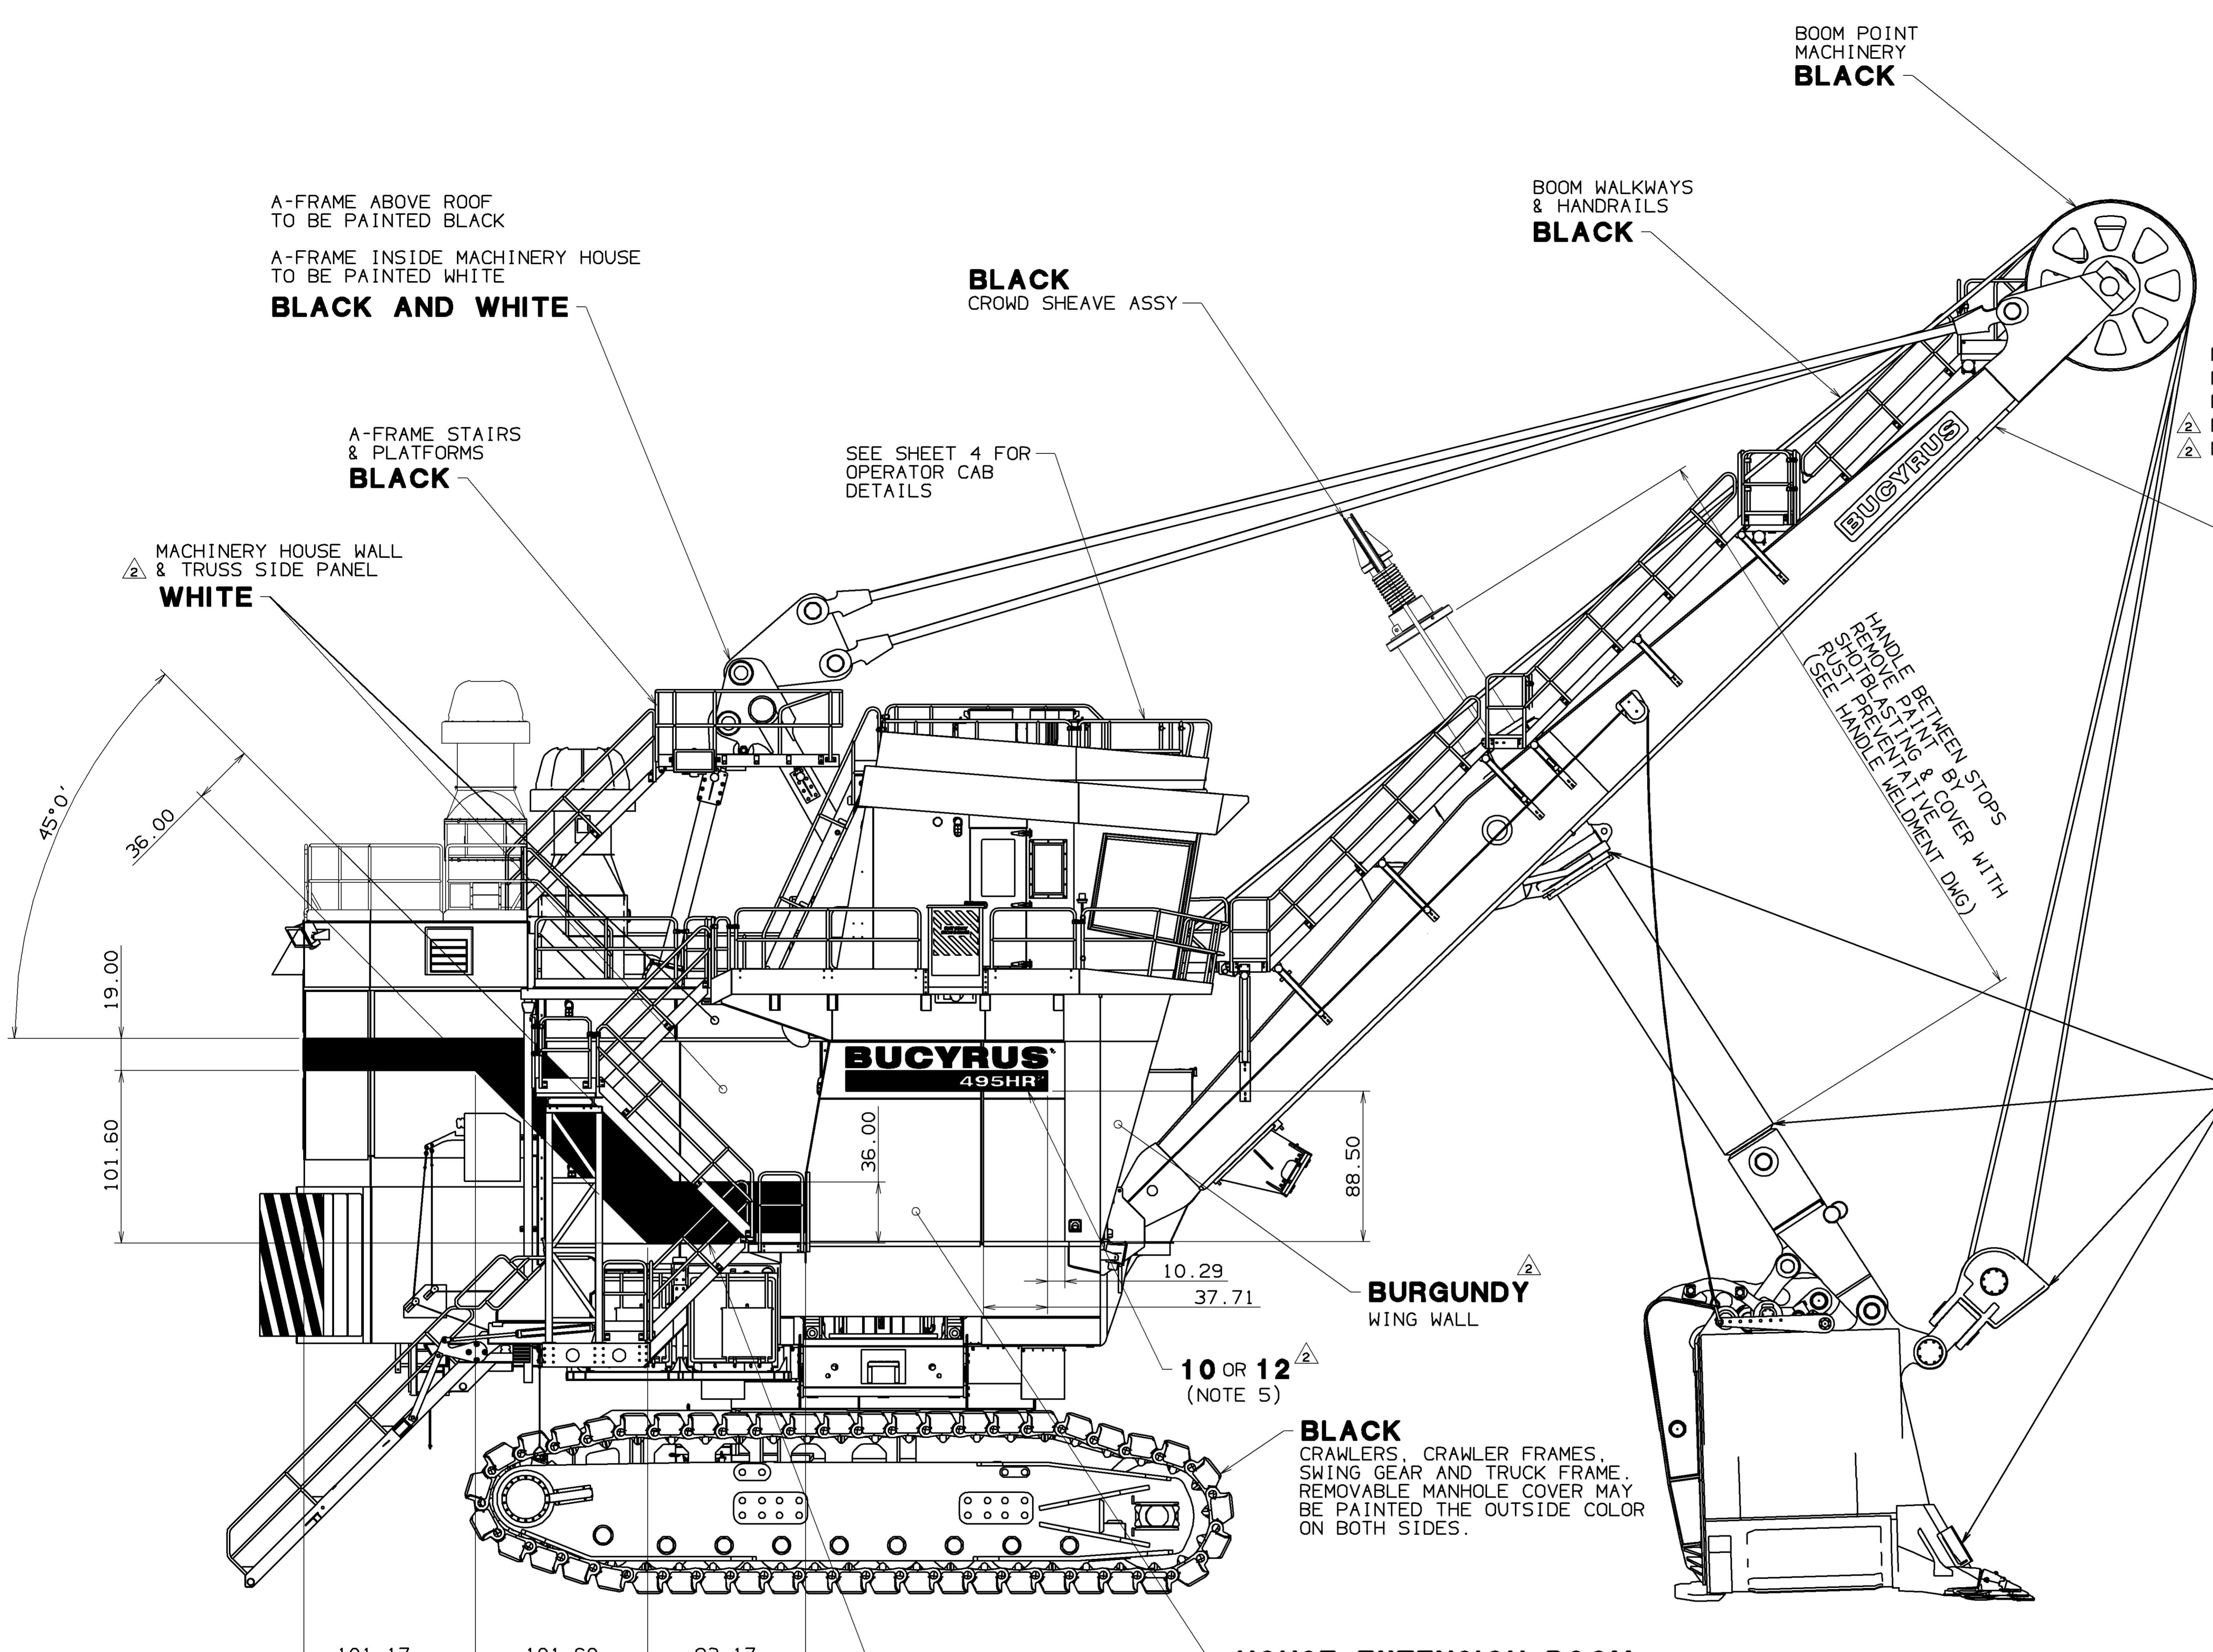 BOOM POINT
MACHINERY
BLACK
BOOM WALKWAYS
& HANDRAILS
BLACK
A-FRAME ABOVE ROOF
TO BE PAINTED BLACK
A-FRAME INSIDE MACHINERY HOUSE
TO BE PAINTED WHITE
BLACK AND WHITE
BLACK
CROWD SHEAVE ASSY
A-FRAME STAIRS
& PLATFORMS
BLACK
SEE SHEET 4 FOR
OPERATOR CAB
DETAILS
2
2
BUCYRUS
MACHINERY HOUSE WALL
2 & TRUSS SIDE PANEL
WHITE
HANDLE BETWEEN STOPS
REMOVE PAINT BY
SHOTBLASTING & COVER WITH
RUST PREVENTATIVE
(SEE HANDLE WELDMENT DWG)
45°0'
36.00
19.00
101.60
BUCYRUS
495HR
36.00
88.50
10.29
37.71
BURGUNDY 2
WING WALL
10 OR 12 2
(NOTE 5)
BLACK
CRAWLERS, CRAWLER FRAMES,
SWING GEAR AND TRUCK FRAME.
REMOVABLE MANHOLE COVER MAY
BE PAINTED THE OUTSIDE COLOR
ON BOTH SIDES.